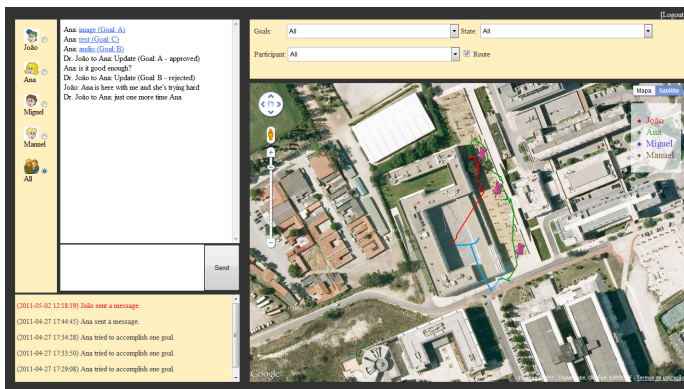 [Logout
Goals:
All
State:
All
Participant:
All
Route
João
Ana
Miguel
Manuel
All
Ana: image (Goal: A)
Ana: text (Goal: C)
Ana: audio (Goal: B)
Dr. João to Ana: Update (Goal: A - approved)
Ana: is it good enough?
Dr. João to Ana: Update (Goal: B - rejected)
João: Ana is here with me and she's trying hard
Dr. João to Ana: just one more time Ana
Send
(2011-05-02 12:18:19) João sent a message.
(2011-04-27 17:44:45) Ana sent a message.
(2011-04-27 17:34:28) Ana tried to accomplish one goal.
(2011-04-27 17:33:50) Ana tried to accomplish one goal.
(2011-04-27 17:29:08) Ana tried to accomplish one goal.
Mapa
Satélite
João
Ana
Miguel
Manuel
Google
Termos de utilização